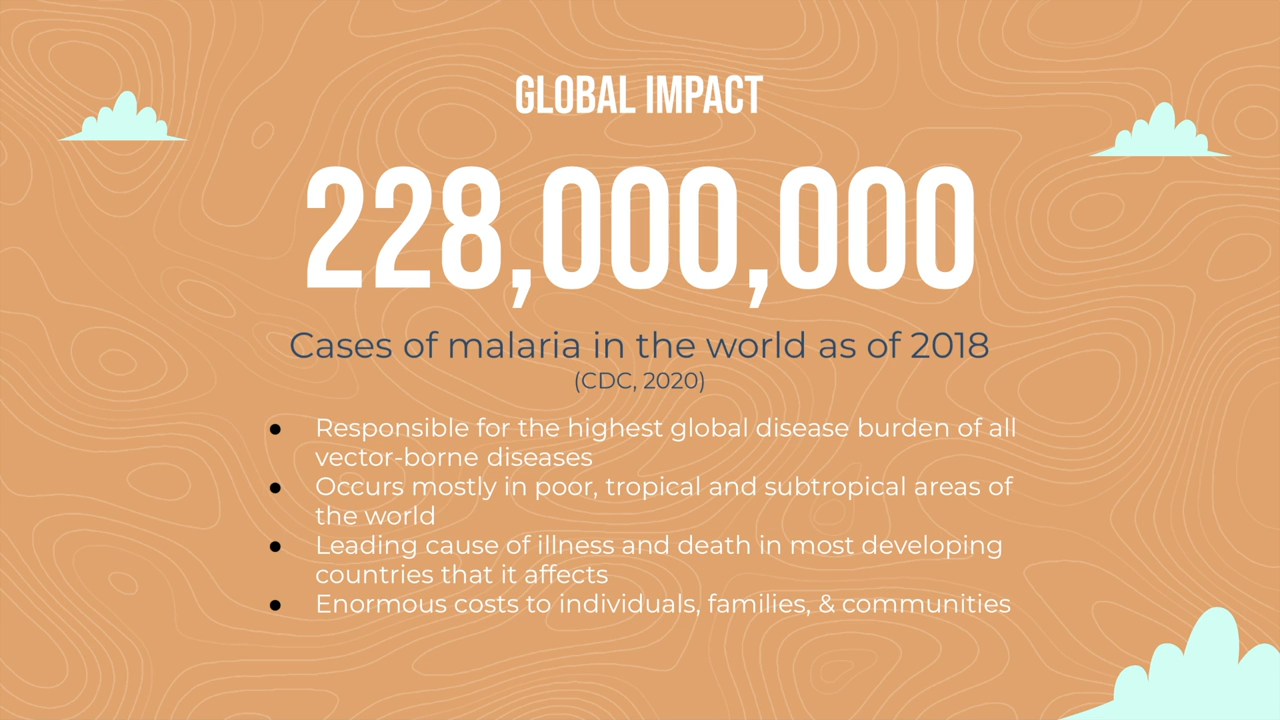 GLOBAL IMPACT
228,000,000
Cases of malaria in the world as of 2018
(CDC, 2020)
● Responsible for the highest global disease burden of all
vector-borne diseases
● Occurs mostly in poor, tropical and subtropical areas of
the world
● Leading cause of illness and death in most developing
countries that it affects
● Enormous costs to individuals, families, & communities